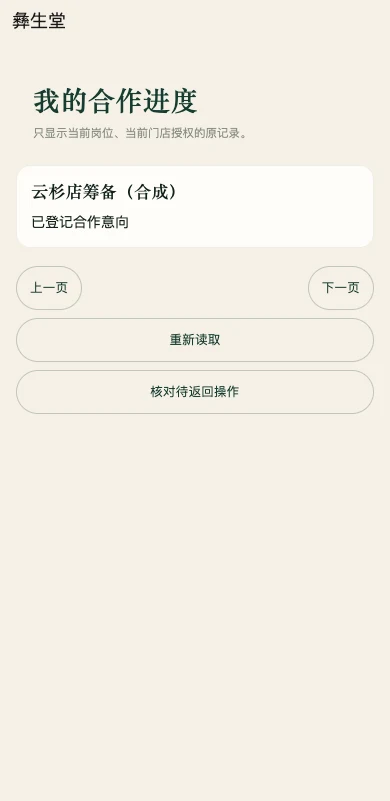 彝生堂
我的合作进度
只显示当前岗位、当前门店授权的原记录。
云杉店筹备（合成）
已登记合作意向
上一页
下一页
重新读取
核对待返回操作